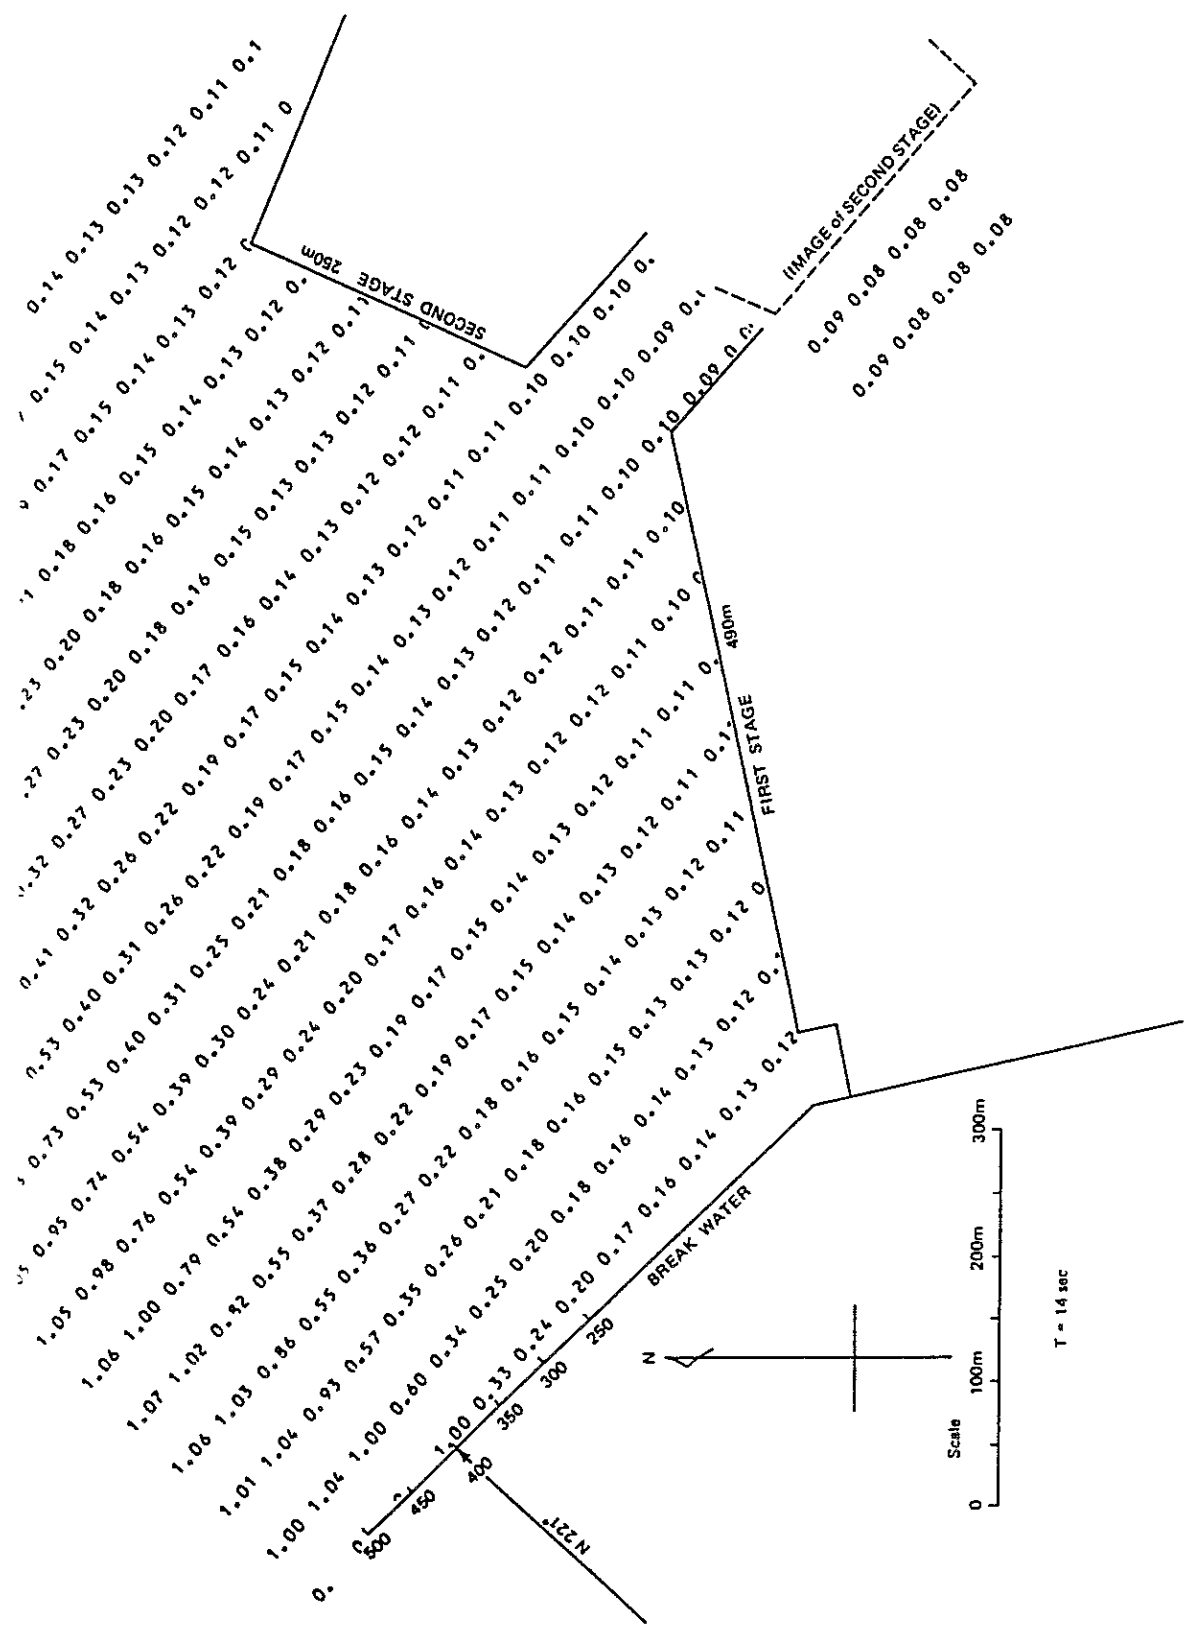 0.14 0.13 0.13 0.12 0.11 0.1
0.15 0.14 0.13 0.12 0.12 0.11 0
0.17 0.15 0.14 0.13 0.12
0.18 0.16 0.15 0.14 0.13 0.12 0.
.23 0.20 0.18 0.16 0.15 0.14 0.13 0.12 0.11
.27 0.23 0.20 0.18 0.16 0.15 0.13 0.13 0.12 0.11
.32 0.27 0.23 0.20 0.17 0.16 0.14 0.13 0.12 0.12 0.11 0.
0.41 0.32 0.26 0.22 0.19 0.17 0.15 0.14 0.13 0.12 0.11 0.11 0.10 0.10 0.10 0.
0.53 0.40 0.31 0.26 0.22 0.19 0.17 0.15 0.14 0.13 0.12 0.11 0.11 0.10 0.10 0.09 0.
0.73 0.53 0.40 0.31 0.25 0.21 0.18 0.16 0.15 0.14 0.13 0.12 0.11 0.11 0.10 0.10 0.09
0.95 0.74 0.54 0.39 0.30 0.24 0.21 0.18 0.16 0.14 0.13 0.12 0.12 0.11 0.11 0.10
1.05 0.98 0.76 0.54 0.39 0.29 0.24 0.20 0.17 0.16 0.14 0.13 0.12 0.12 0.11 0.10
1.06 1.00 0.79 0.54 0.38 0.29 0.23 0.19 0.17 0.15 0.14 0.13 0.12 0.11 0.11 0.
1.07 1.02 0.82 0.55 0.37 0.28 0.22 0.19 0.17 0.15 0.14 0.13 0.12 0.11 0.1
1.06 1.03 0.86 0.55 0.36 0.27 0.22 0.18 0.16 0.15 0.14 0.13 0.12 0.11
1.01 1.04 0.93 0.57 0.35 0.26 0.21 0.18 0.16 0.15 0.13 0.13 0.12 0
1.00 1.04 1.00 0.60 0.34 0.25 0.20 0.18 0.16 0.14 0.13 0.12 0.
0.
1.00 0.33 0.24 0.20 0.17 0.16 0.14 0.13 0.12
0.09 0.08 0.08 0.08
0.09 0.08 0.08 0.08
SECOND STAGE 250m
(IMAGE of SECOND STAGE)
FIRST STAGE 490m
BREAK WATER
500
450
400
350
300
250
N 221°
N
Scale
0 100m 200m 300m
T = 14 sec